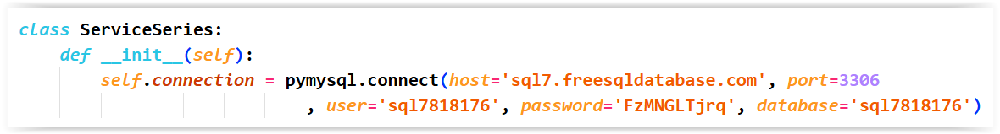 class ServiceSeries:
def __init__(self):
self.connection = pymysql.connect(host='sql7.freesqldatabase.com', port=3306
, user='sql7818176', password='FzMNGLTjrq', database='sql7818176')